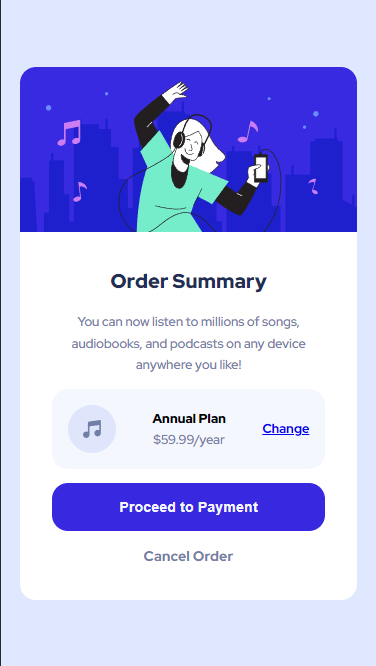 Order Summary
You can now listen to millions of songs,
audiobooks, and podcasts on any device
anywhere you like!
Annual Plan
$59.99/year
Change
Proceed to Payment
Cancel Order